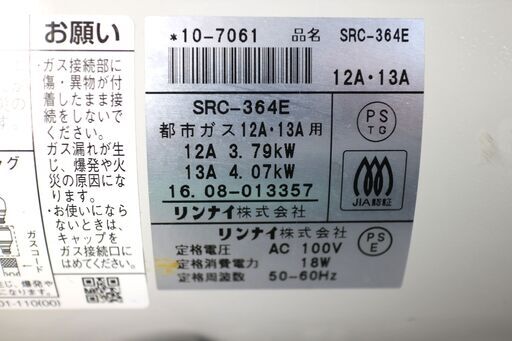 お願い
・ガス接続部に
傷・異物が付
着したまま接
続をしないで
ください。
ガス漏れが生
じ、爆発や火
災の原因にな
ります。
・お使いになら
ないときは、
キャップを
ガス接続口に
はめてください。
ガスコード
*10-7061 品名 SRC-364E
12A・13A
SRC-364E
都市ガス12A・13A用
12A 3.79kW
13A 4.07kW
16.08-013357
リンナイ株式会社
PS
TG
JIA認証
リンナイ株式会社
定格電圧 AC 100V
定格消費電力 18W
定格周波数 50-60Hz
PS
E
01-110(00)